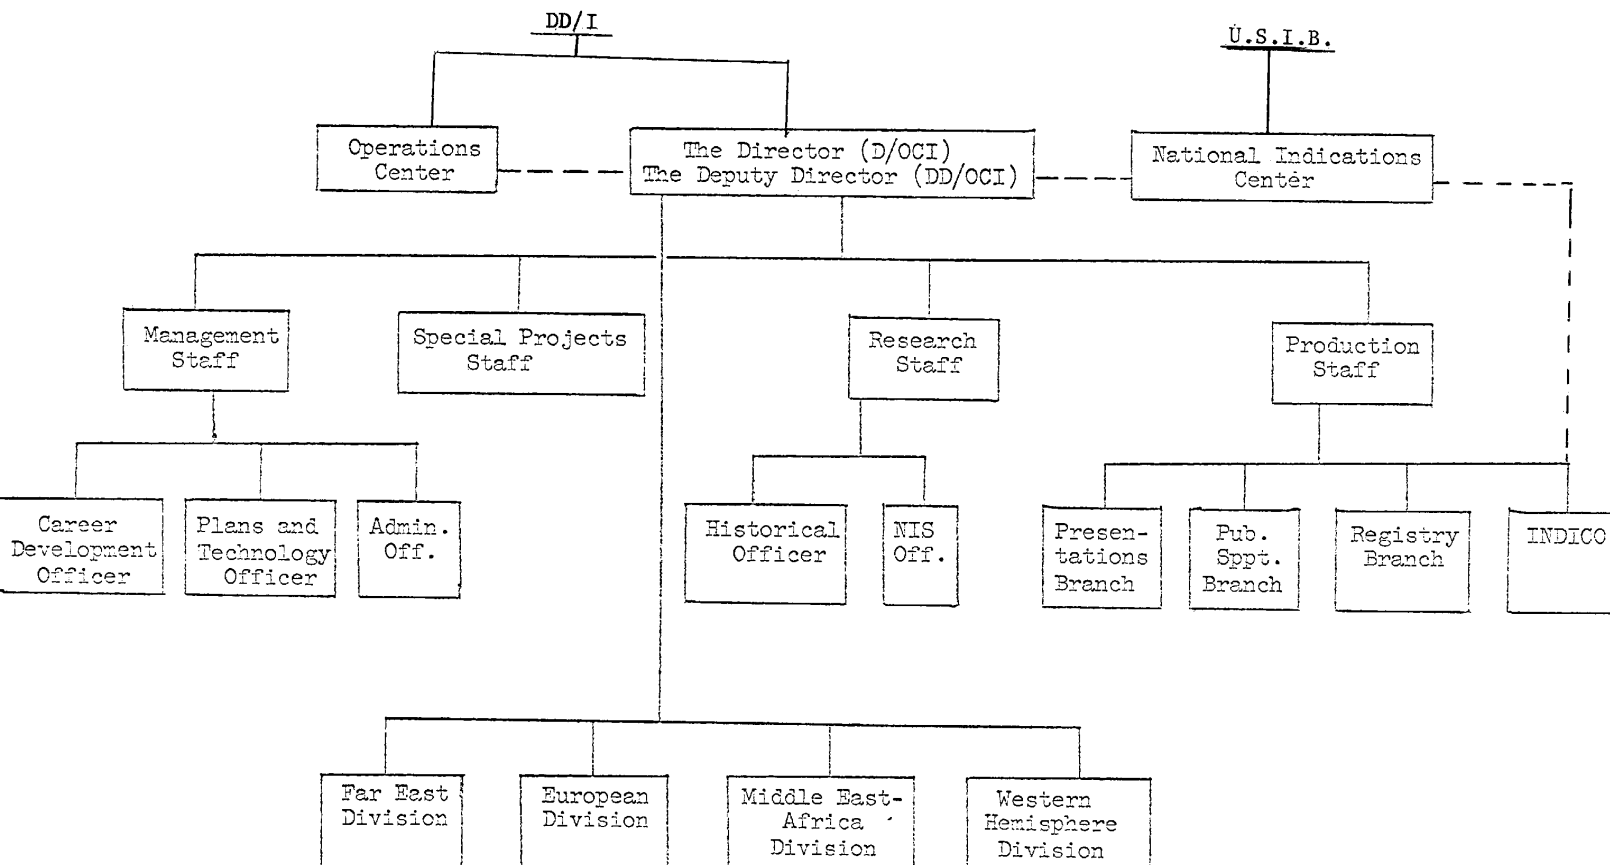 DD/I
U.S.I.B.
Operations
Center
The Director (D/OCI)
The Deputy Director (DD/OCI)
National Indications
Center
Management
Staff
Special Projects
Staff
Research
Staff
Production
Staff
Career
Development
Officer
Plans and
Technology
Officer
Admin.
Off.
Historical
Officer
NIS
Off.
Presen-
tations
Branch
Pub.
Sppt.
Branch
Registry
Branch
INDICO
Far East
Division
European
Division
Middle East-
Africa
Division
Western
Hemisphere
Division